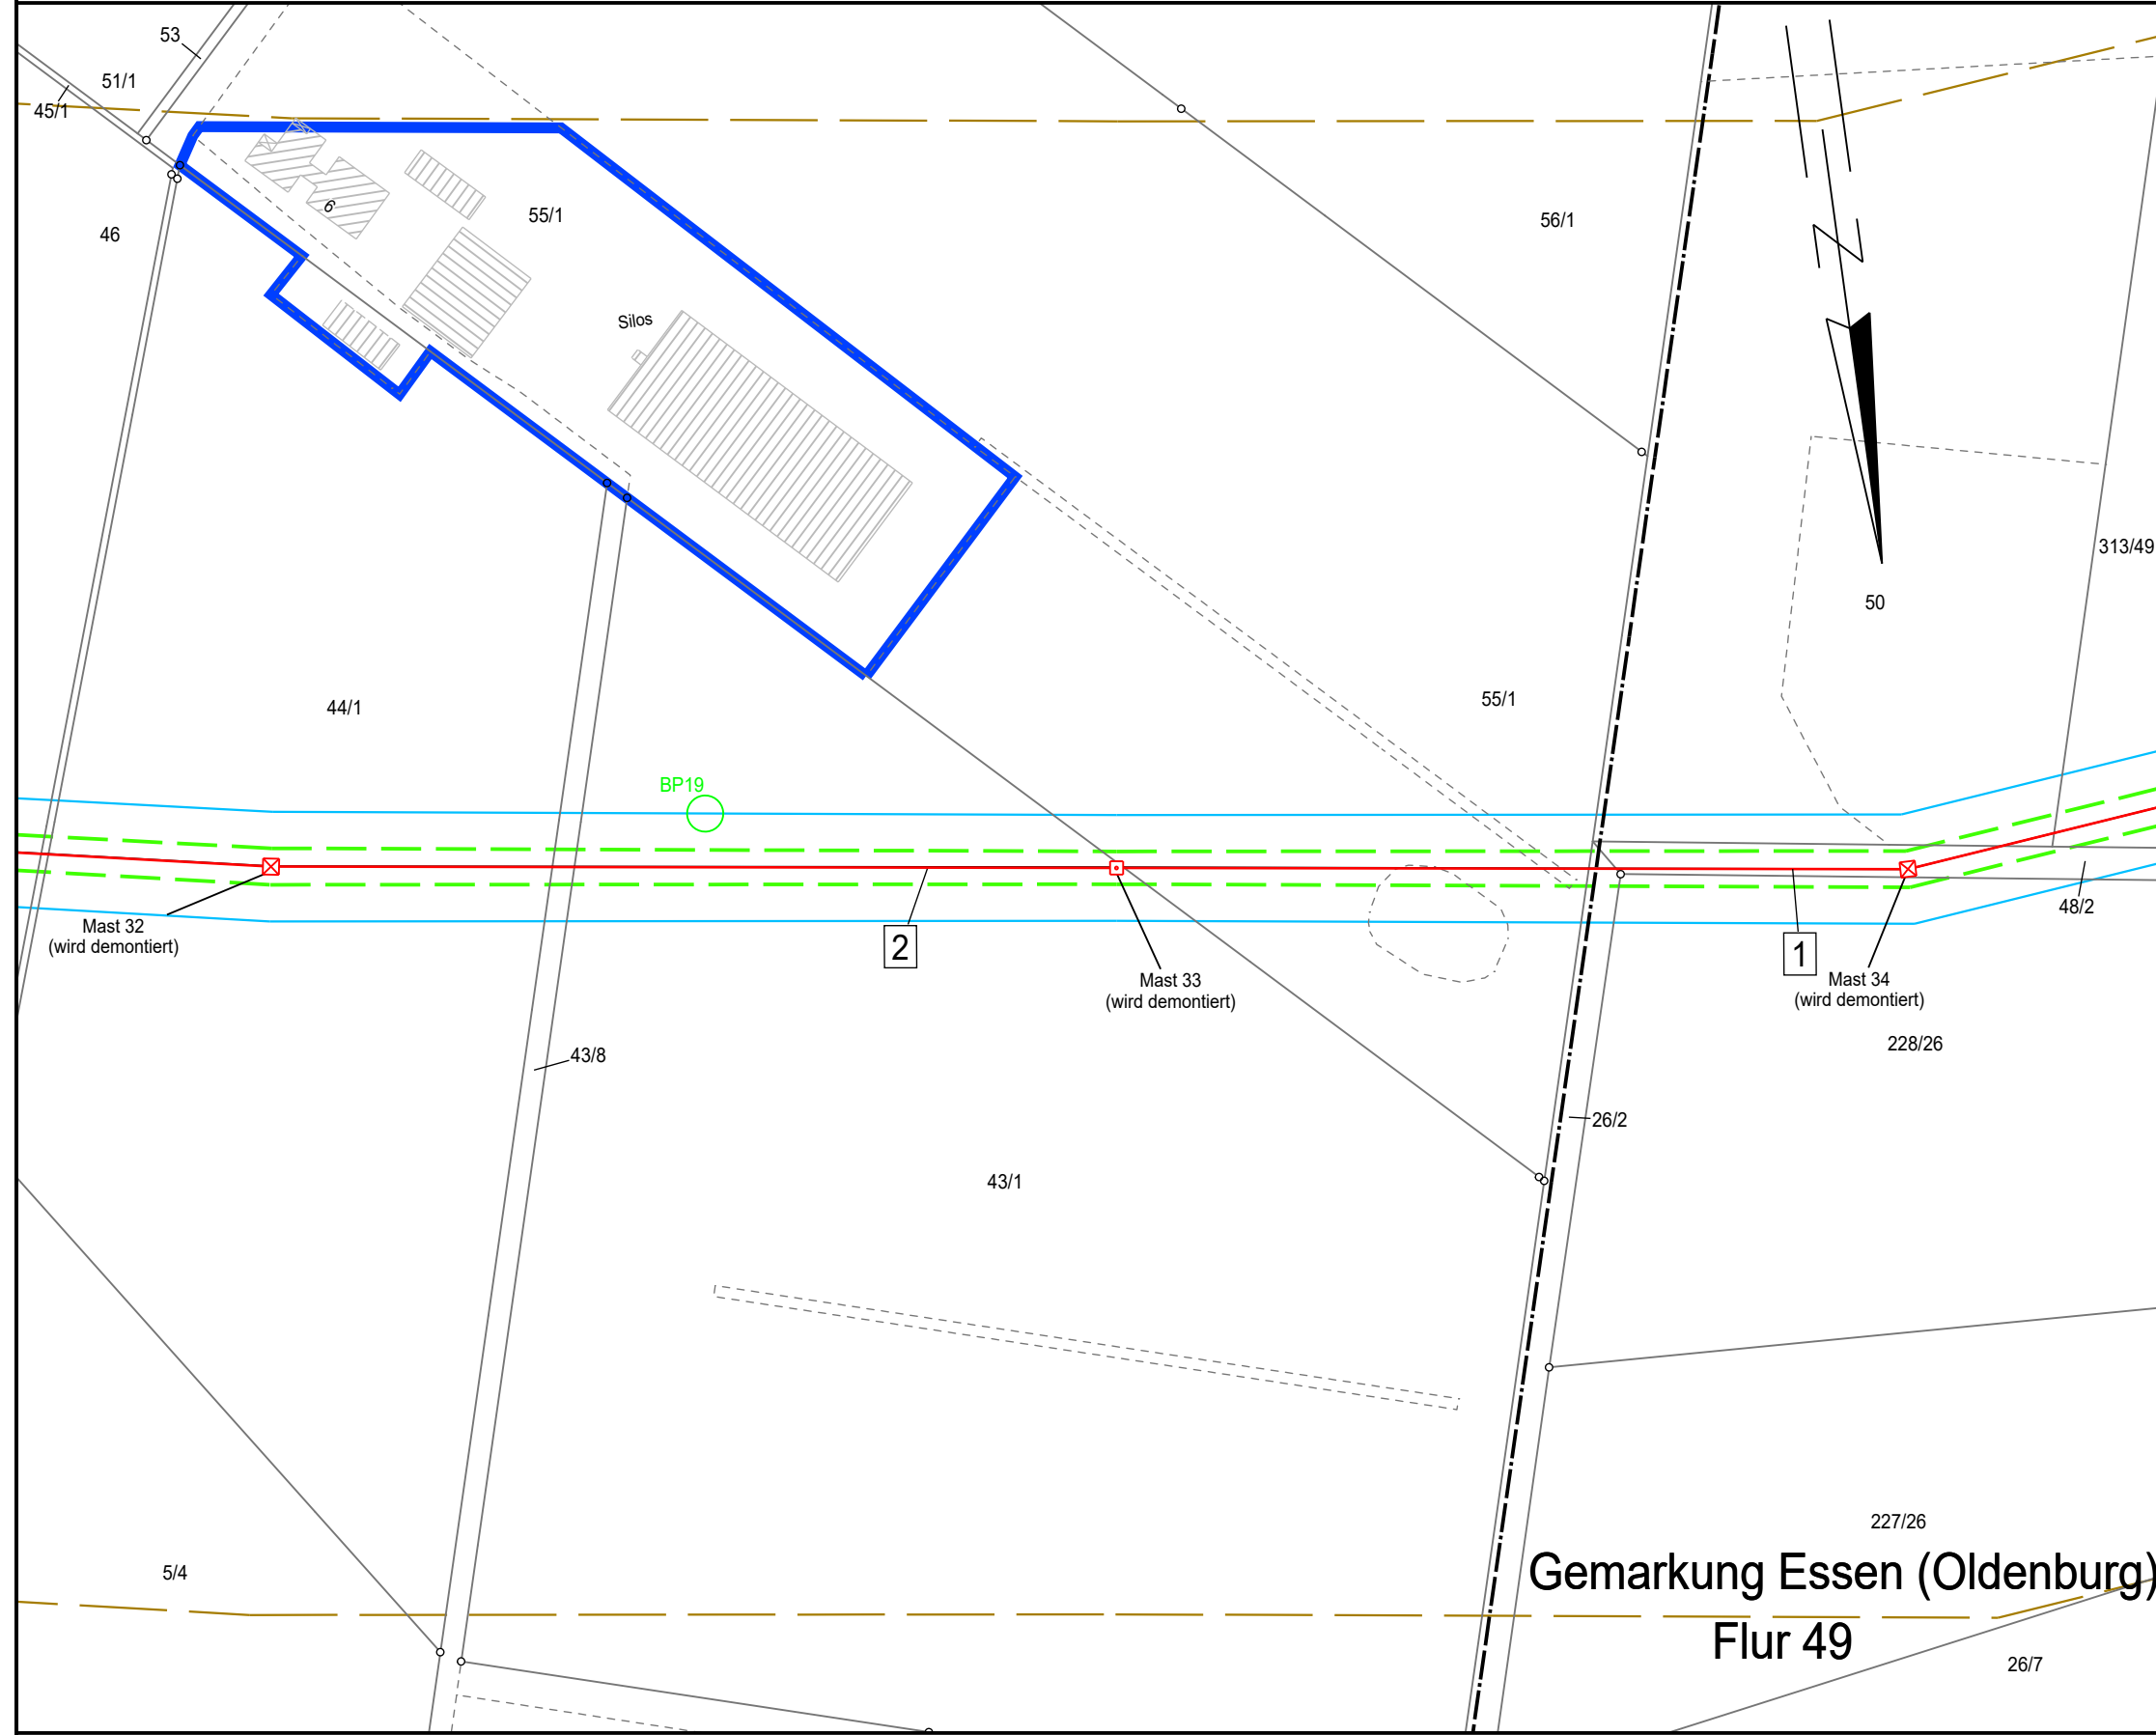 53
51/1
45/1
46
6
55/1
56/1
N
Silos
313/49
50
44/1
55/1
BP19
Mast 32
(wird demontiert)
2
Mast 33
(wird demontiert)
1
Mast 34
(wird demontiert)
48/2
228/26
43/8
26/2
43/1
227/26
5/4
Gemarkung Essen (Oldenburg)
Flur 49
26/7